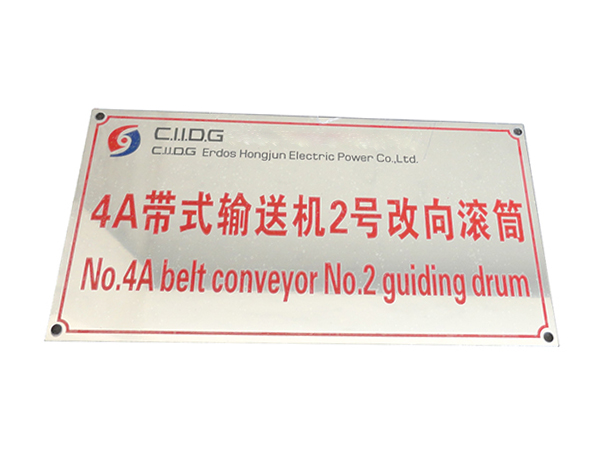 C.I.I.D.G
C.I.I.D.G Erdos Hongjun Electric Power Co.,Ltd.
4A带式输送机2号改向滚筒
No.4A belt conveyor No.2 guiding drum